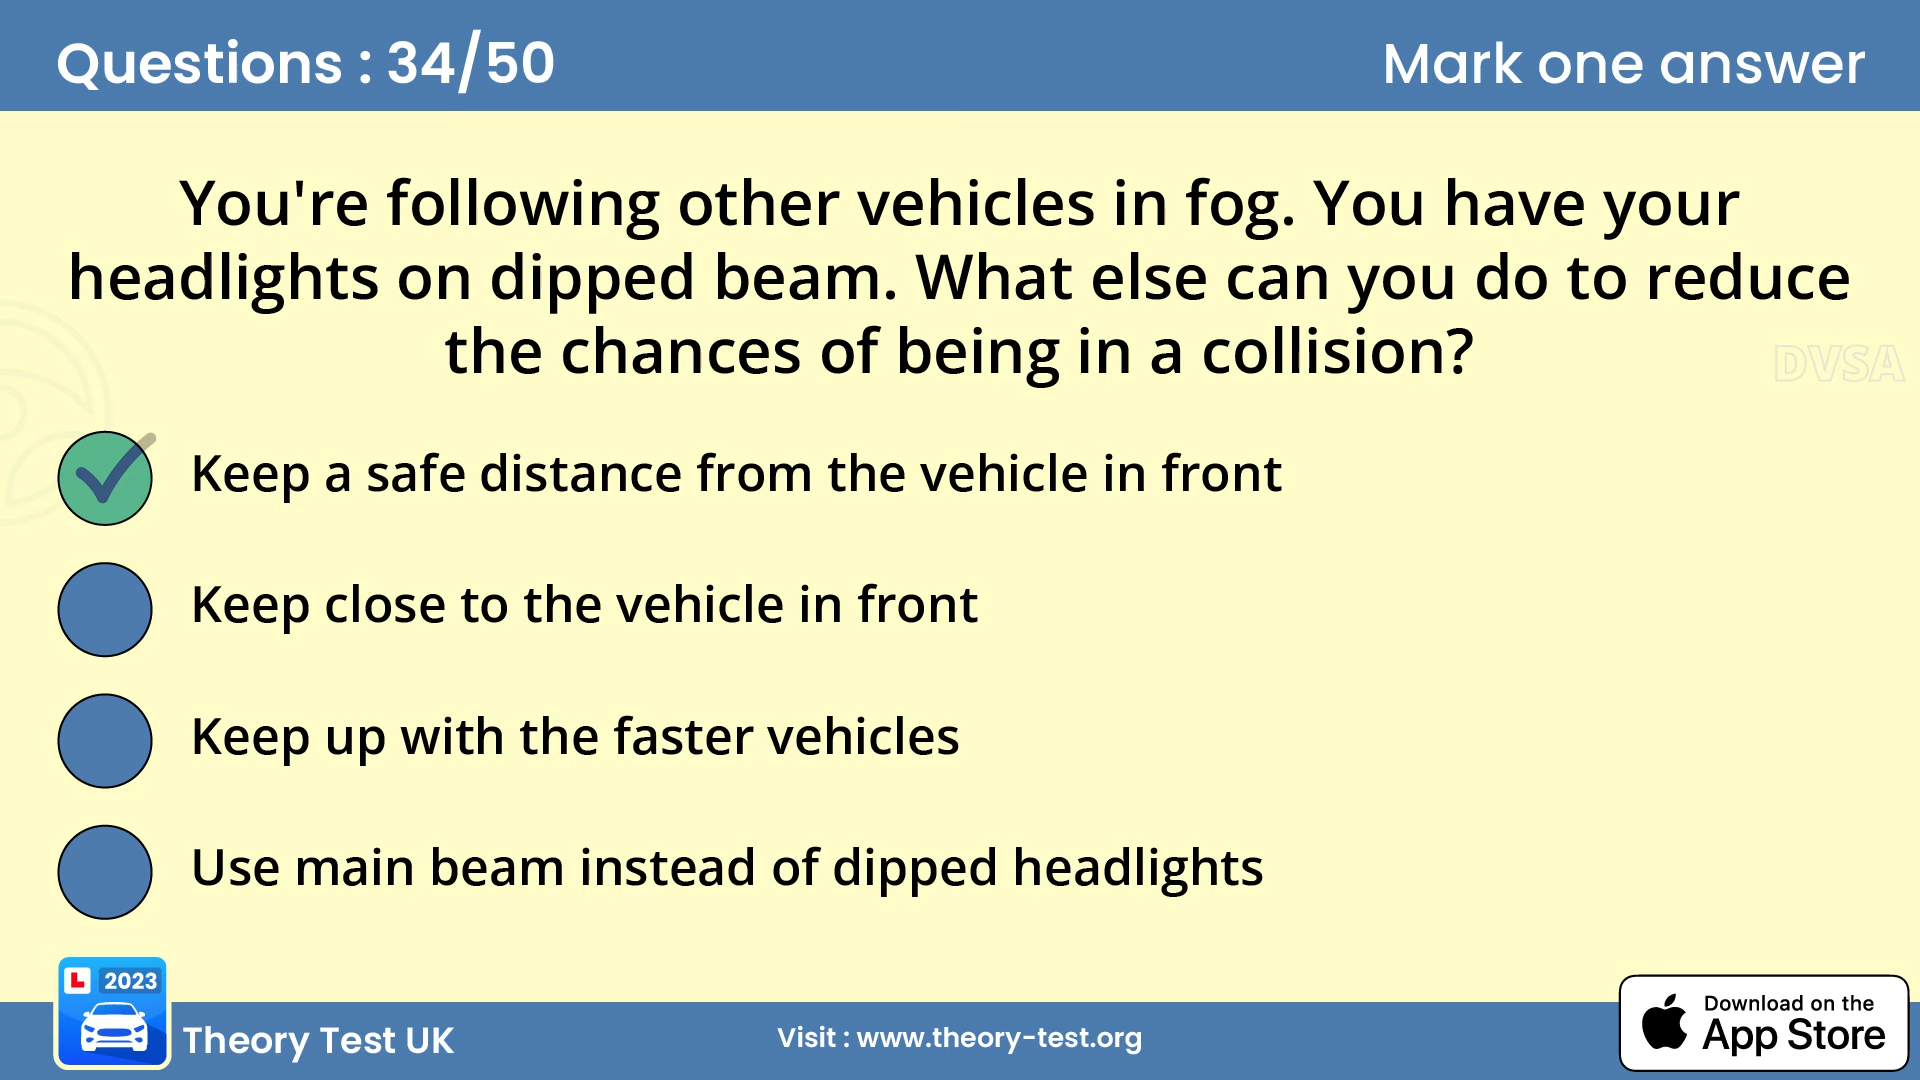 Questions : 34/50
Mark one answer
You're following other vehicles in fog. You have your
headlights on dipped beam. What else can you do to reduce
the chances of being in a collision?
DVSA
Keep a safe distance from the vehicle in front
Keep close to the vehicle in front
Keep up with the faster vehicles
Use main beam instead of dipped headlights
L 2023
Theory Test UK
Visit : www.theory-test.org
Download on the
App Store